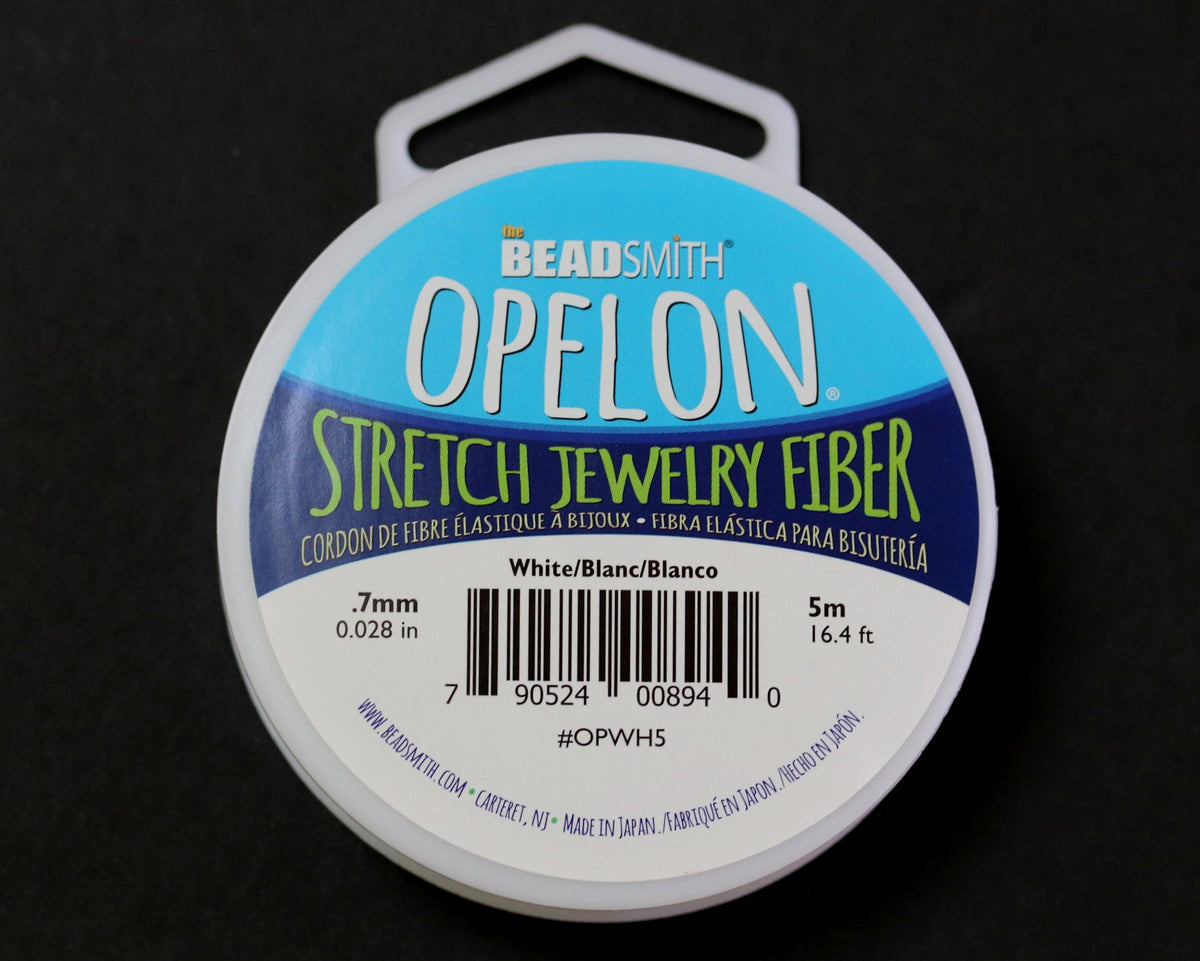 the
BEADSMiTH®
OPELON®
STRETCH JEWELRY FIBER
CORDON DE FIBRE ÉLASTIQUE À BIJOUX • FIBRA ELÁSTICA PARA BISUTERÍA
White/Blanc/Blanco
.7mm
0.028 in
5m
16.4 ft
7 90524 00894 0
#OPWH5
WWW.BEADSMITH.COM • CARTERET, NJ • MADE IN JAPAN./FABRIQUÉ EN JAPON./HECHO EN JAPÓN.